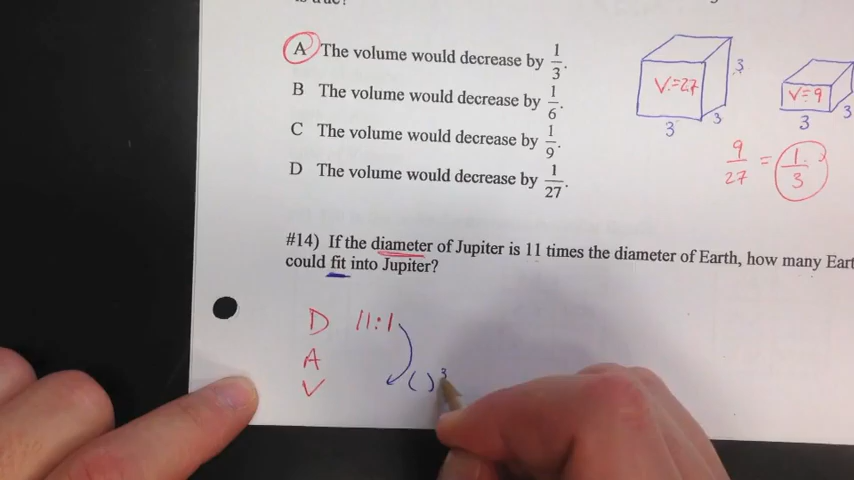 is true?
A The volume would decrease by 1/3.
B The volume would decrease by 1/6.
C The volume would decrease by 1/9.
D The volume would decrease by 1/27.
V=27
3
3
3
V=9
3
3
9/27 = 1/3
#14) If the diameter of Jupiter is 11 times the diameter of Earth, how many Eart
could fit into Jupiter?
D 11:1
A
V ( )³